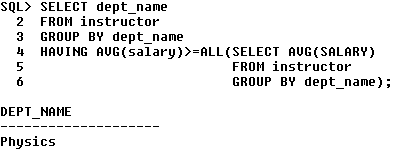 SQL> SELECT dept_name
  2  FROM instructor
  3  GROUP BY dept_name
  4  HAVING AVG(salary)>=ALL(SELECT AVG(SALARY)
  5                          FROM instructor
  6                          GROUP BY dept_name);

DEPT_NAME
--------------------
Physics